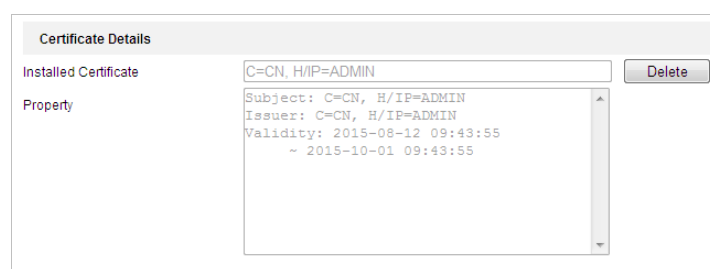 Certificate Details
Installed Certificate C=CN, H/IP=ADMIN Delete
Property
Subject: C=CN, H/IP=ADMIN
Issuer: C=CN, H/IP=ADMIN
Validity: 2015-08-12 09:43:55
~ 2015-10-01 09:43:55